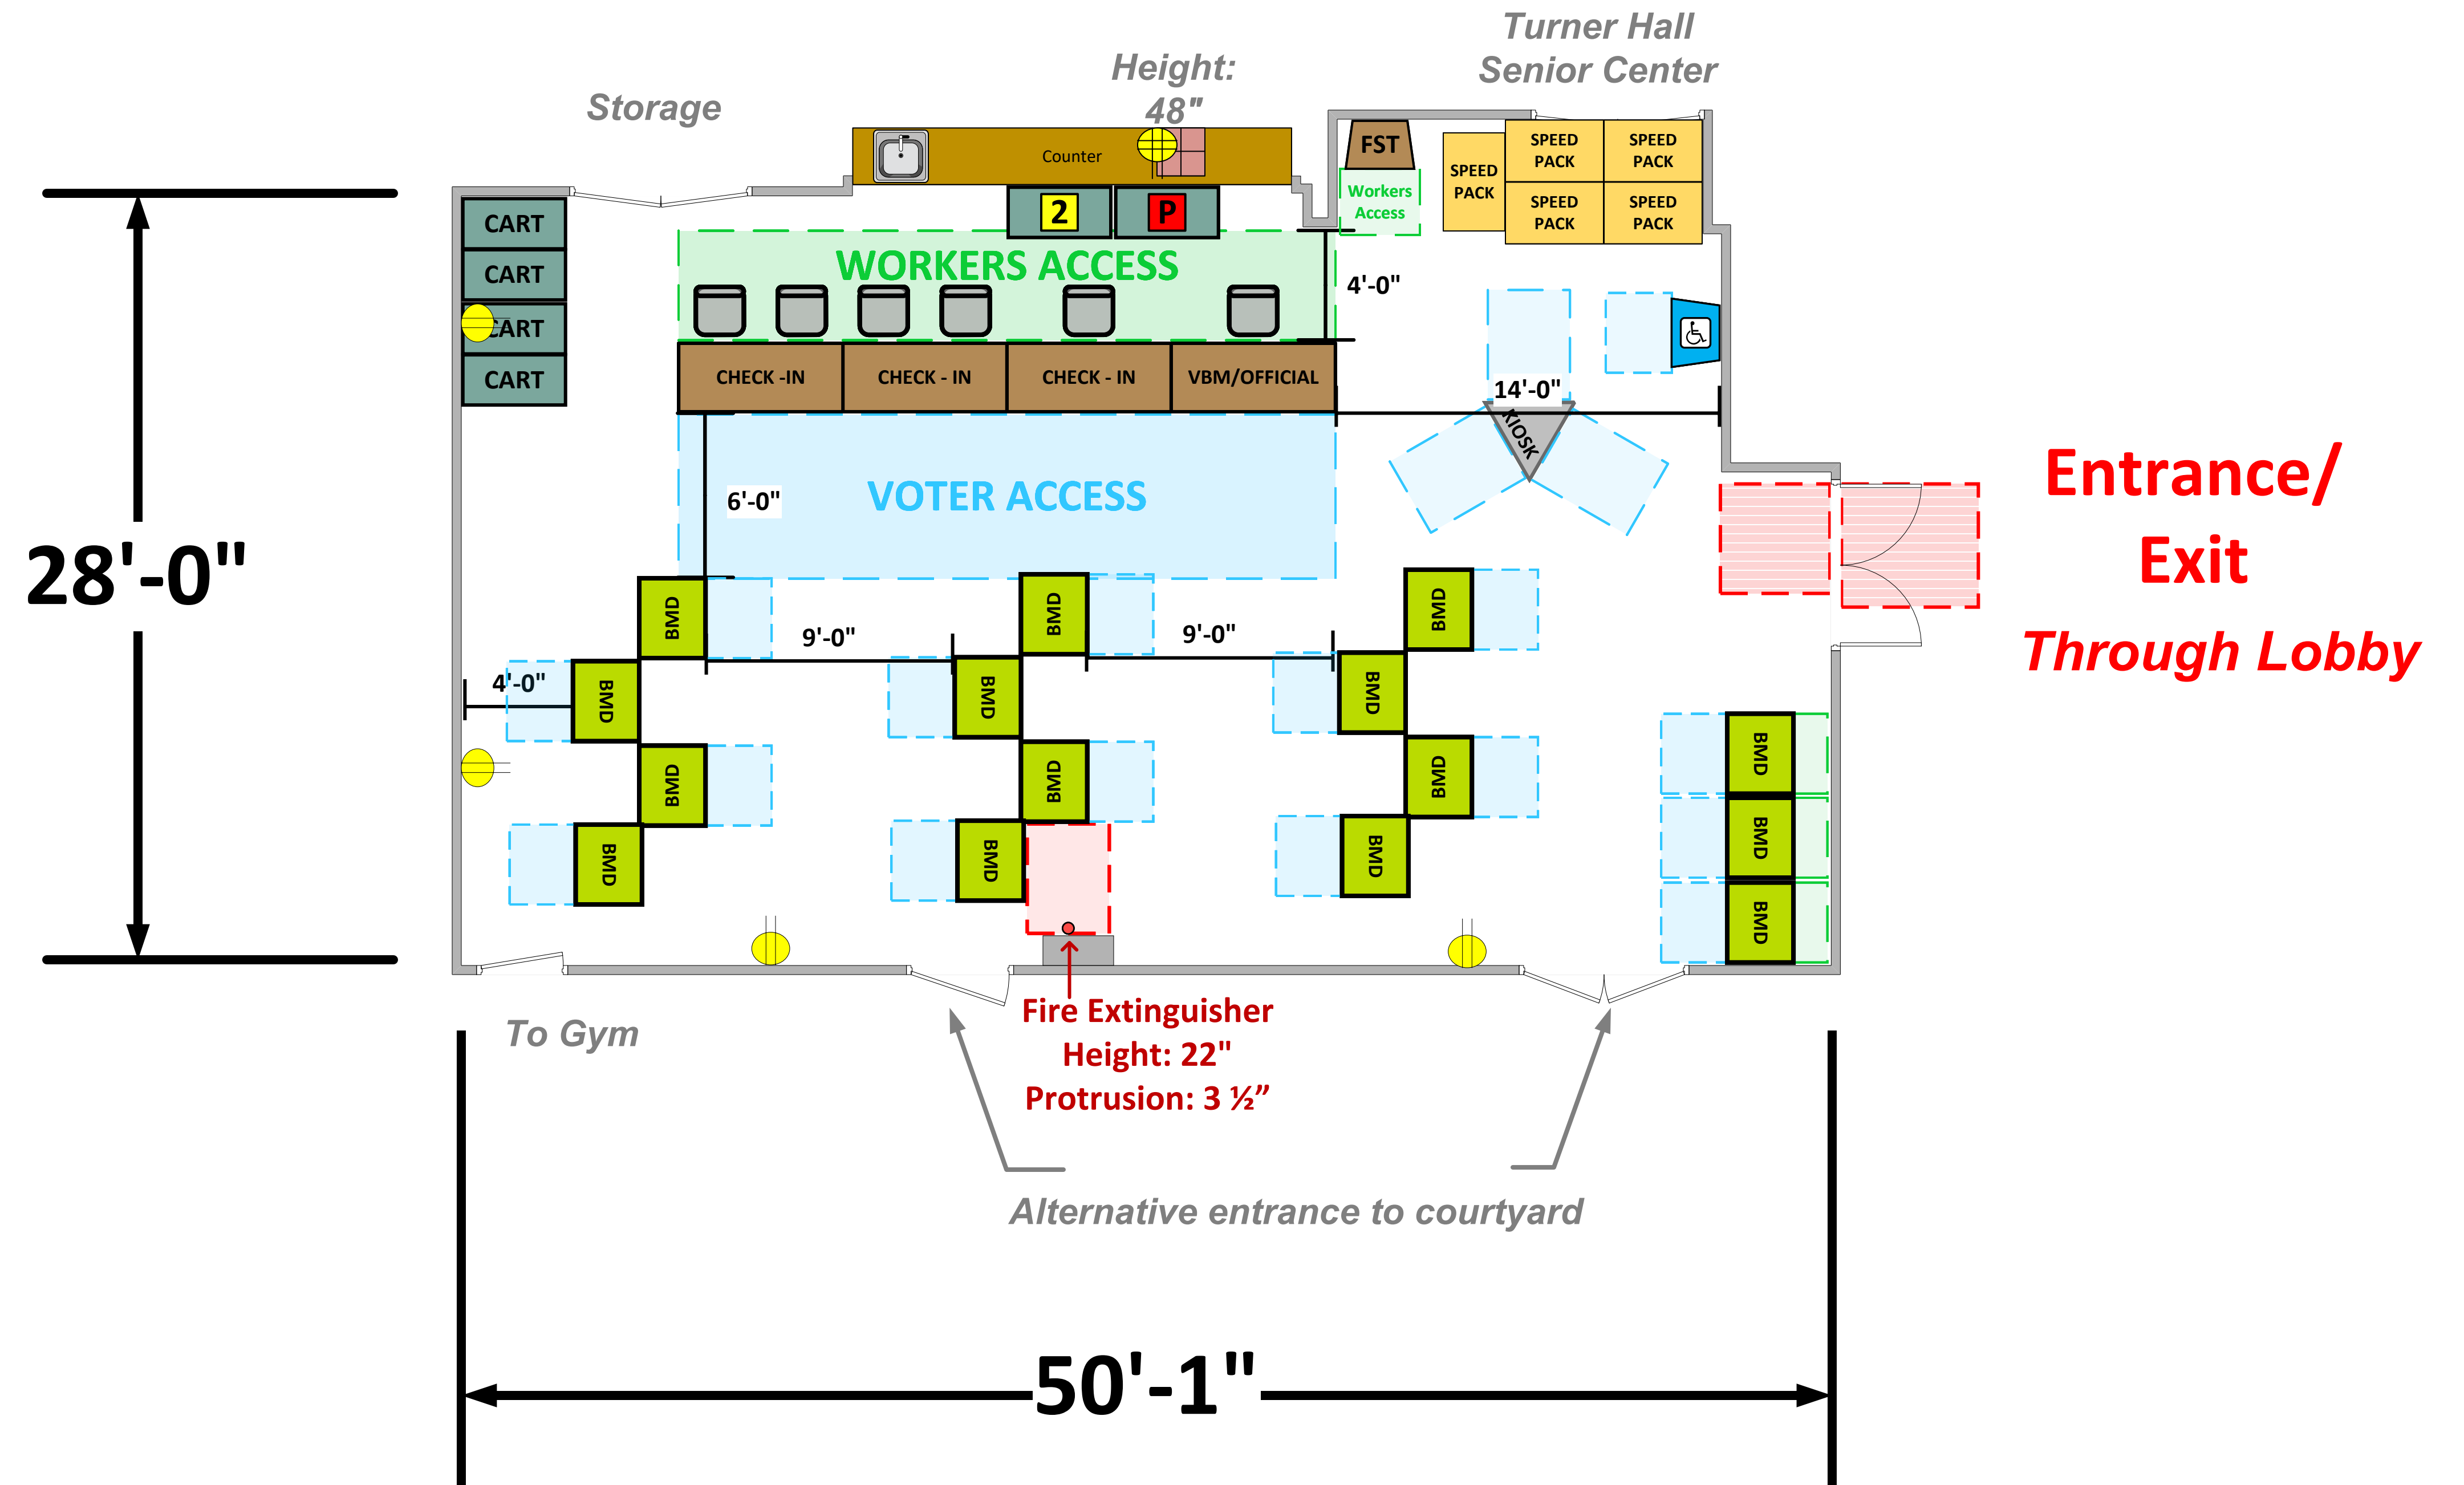 Turner Hall
Senior Center
Height:
48"
Storage
Counter
FST
Workers
Access
SPEED
PACK
SPEED
PACK
SPEED
PACK
SPEED
PACK
SPEED
PACK
2
P
CART
CART
CART
CART
WORKERS ACCESS
4'-0"
CHECK -IN
CHECK - IN
CHECK - IN
VBM/OFFICIAL
14'-0"
KIOSK
VOTER ACCESS
6'-0"
28'-0"
Entrance/
Exit
Through Lobby
BMD
BMD
BMD
9'-0"
9'-0"
4'-0"
BMD
BMD
BMD
BMD
BMD
BMD
BMD
BMD
BMD
BMD
BMD
BMD
To Gym
Fire Extinguisher
Height: 22"
Protrusion: 3 ½”
Alternative entrance to courtyard
50'-1"